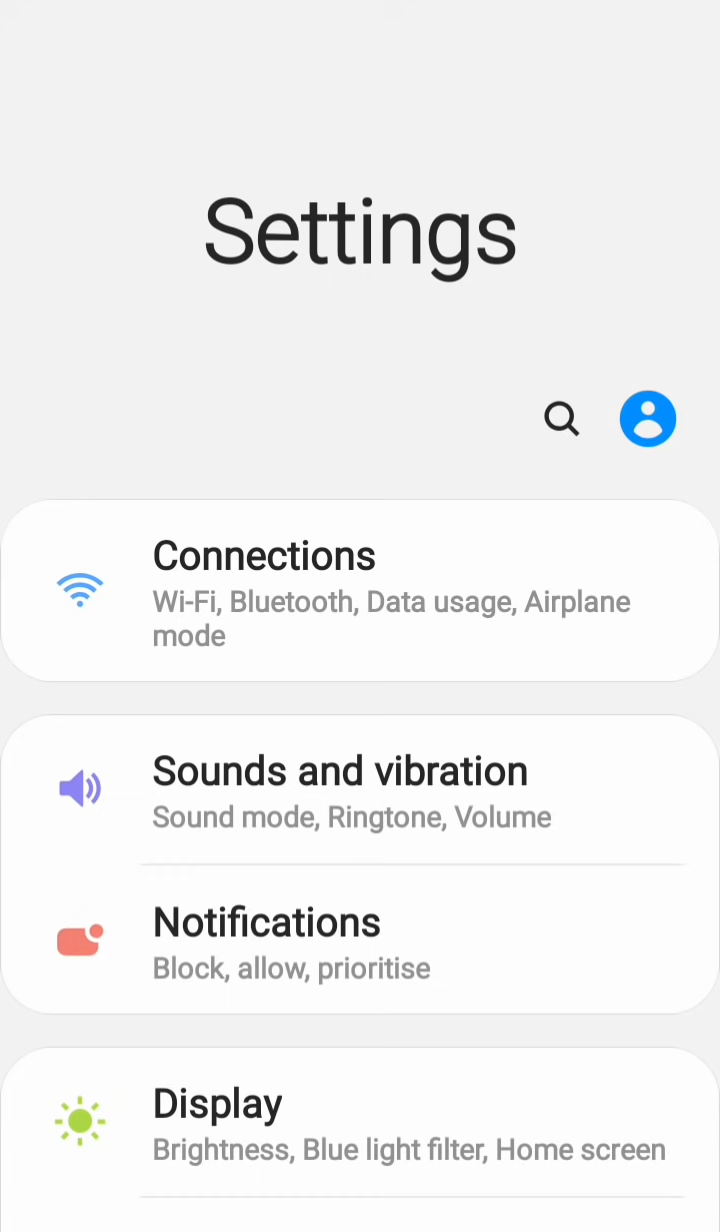 Settings
Connections
Wi-Fi, Bluetooth, Data usage, Airplane
mode
Sounds and vibration
Sound mode, Ringtone, Volume
Notifications
Block, allow, prioritise
Display
Brightness, Blue light filter, Home screen